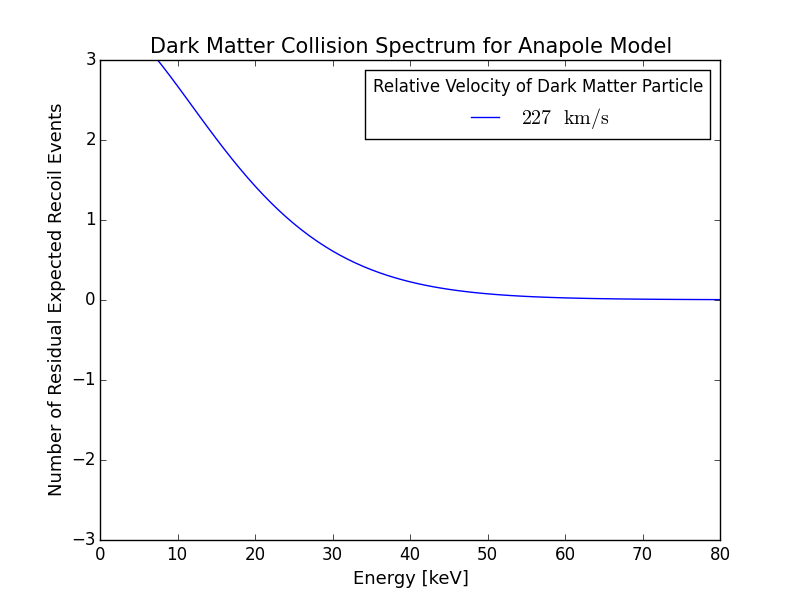 Dark Matter Collision Spectrum for Anapole Model
Relative Velocity of Dark Matter Particle
227 km/s
Number of Residual Expected Recoil Events
3
2
1
0
−1
−2
−3
0 10 20 30 40 50 60 70 80
Energy [keV]